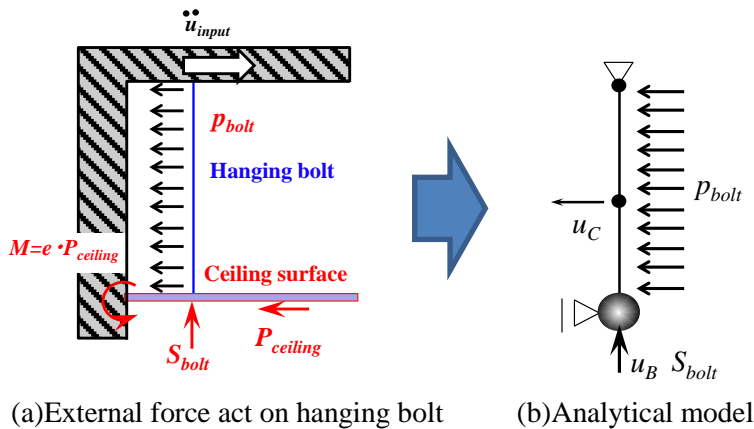 ü_input
p_bolt
Hanging bolt
M=e・P_ceiling
Ceiling surface
S_bolt
P_ceiling
(a)External force act on hanging bolt
p_bolt
u_C
u_B S_bolt
(b)Analytical model